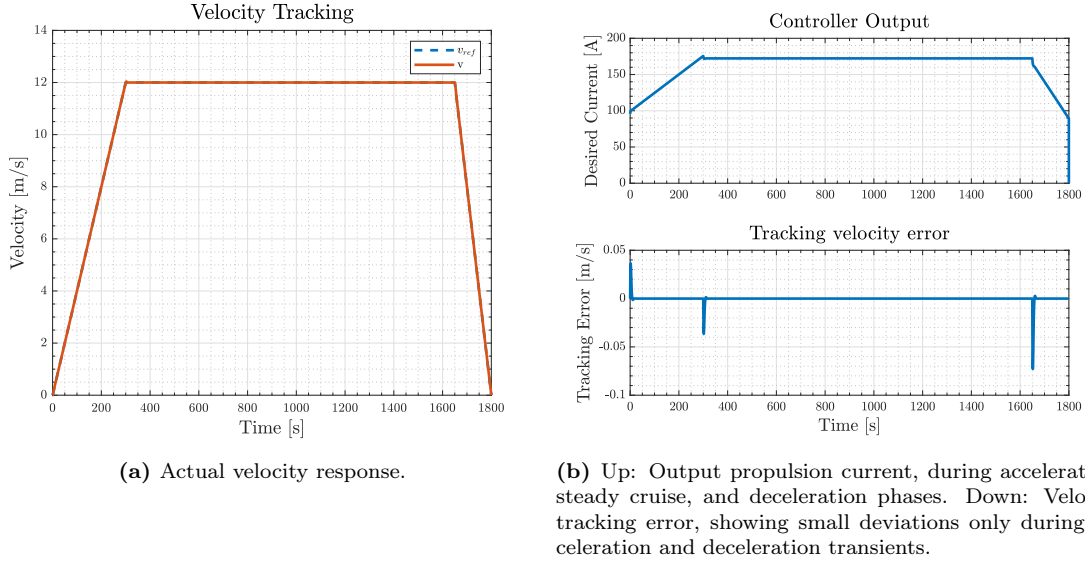 Velocity Tracking
14
12
10
8
6
4
2
0
Velocity [m/s]
v_ref
v
0 200 400 600 800 1000 1200 1400 1600 1800
Time [s]
(a) Actual velocity response.
Controller Output
200
150
100
50
0
Desired Current [A]
0 200 400 600 800 1000 1200 1400 1600 1800
Tracking velocity error
0.05
0
-0.05
-0.1
Tracking Error [m/s]
0 200 400 600 800 1000 1200 1400 1600 1800
Time [s]
(b) Up: Output propulsion current, during accelerat
steady cruise, and deceleration phases. Down: Velo
tracking error, showing small deviations only during
celeration and deceleration transients.